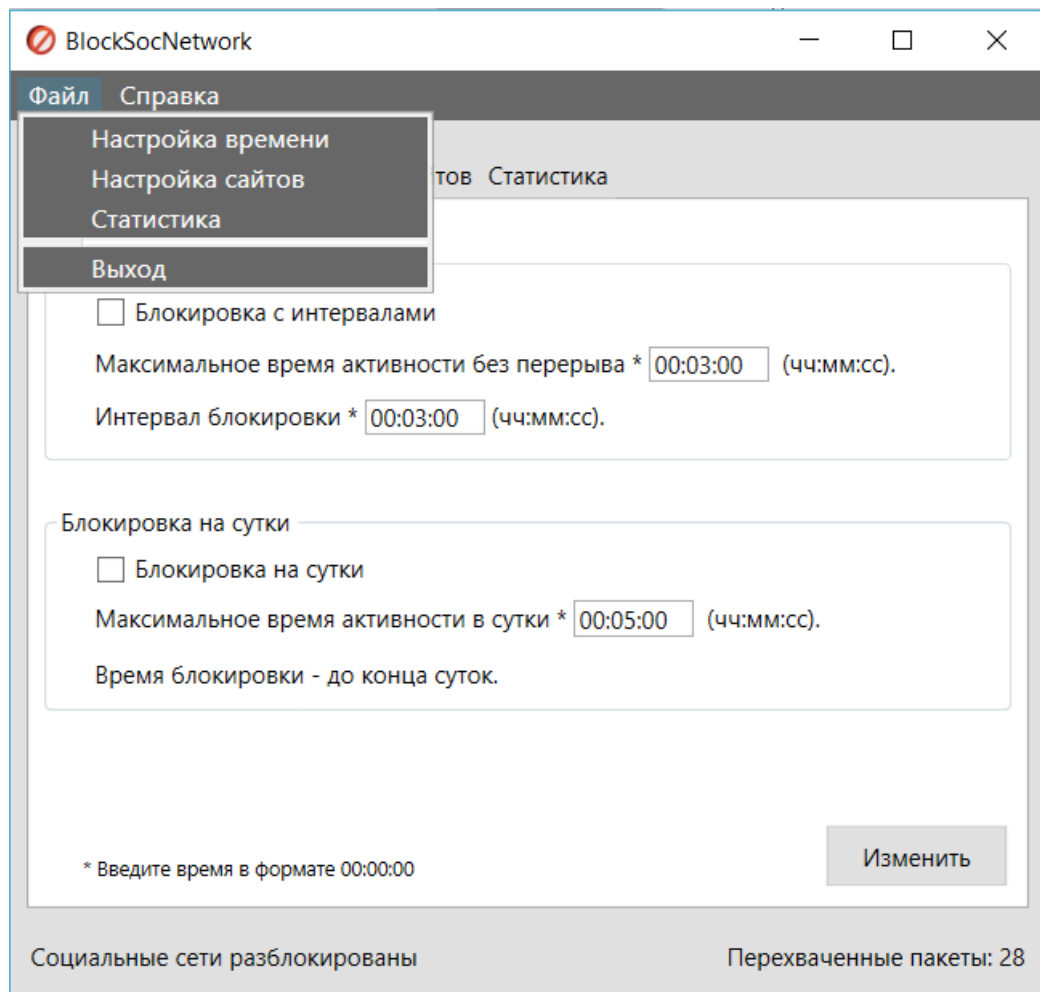 BlockSocNetwork
Файл Справка
Настройка времени
Настройка сайтов
Статистика
Выход
тов Статистика
Блокировка с интервалами
Максимальное время активности без перерыва * 00:03:00 (чч:мм:сс).
Интервал блокировки * 00:03:00 (чч:мм:сс).
Блокировка на сутки
Блокировка на сутки
Максимальное время активности в сутки * 00:05:00 (чч:мм:сс).
Время блокировки - до конца суток.
* Введите время в формате 00:00:00
Изменить
Социальные сети разблокированы Перехваченные пакеты: 28